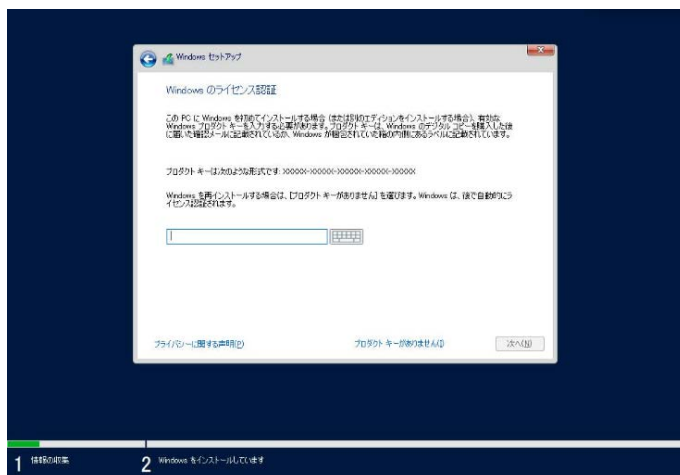 Windows セットアップ
Windows のライセンス認証
この PC に Windows を初めてインストールする場合 (または別のエディションをインストールする場合)、有効な
Windows プロダクト キーを入力する必要があります。プロダクト キーは、Windows のデジタル コピーを購入した後
に届いた確認メールに記載されているか、Windows が梱包されていた箱の内側にあるラベルに記載されています。
プロダクト キーは次のような形式です: XXXXX-XXXXX-XXXXX-XXXXX-XXXXX
Windows を再インストールする場合は、[プロダクト キーがありません] を選びます。Windows は、後で自動的にラ
イセンス認証されます。
プライバシーに関する声明(P)
プロダクト キーがありません(I)
次へ(N)
1 情報の収集
2 Windows をインストールしています